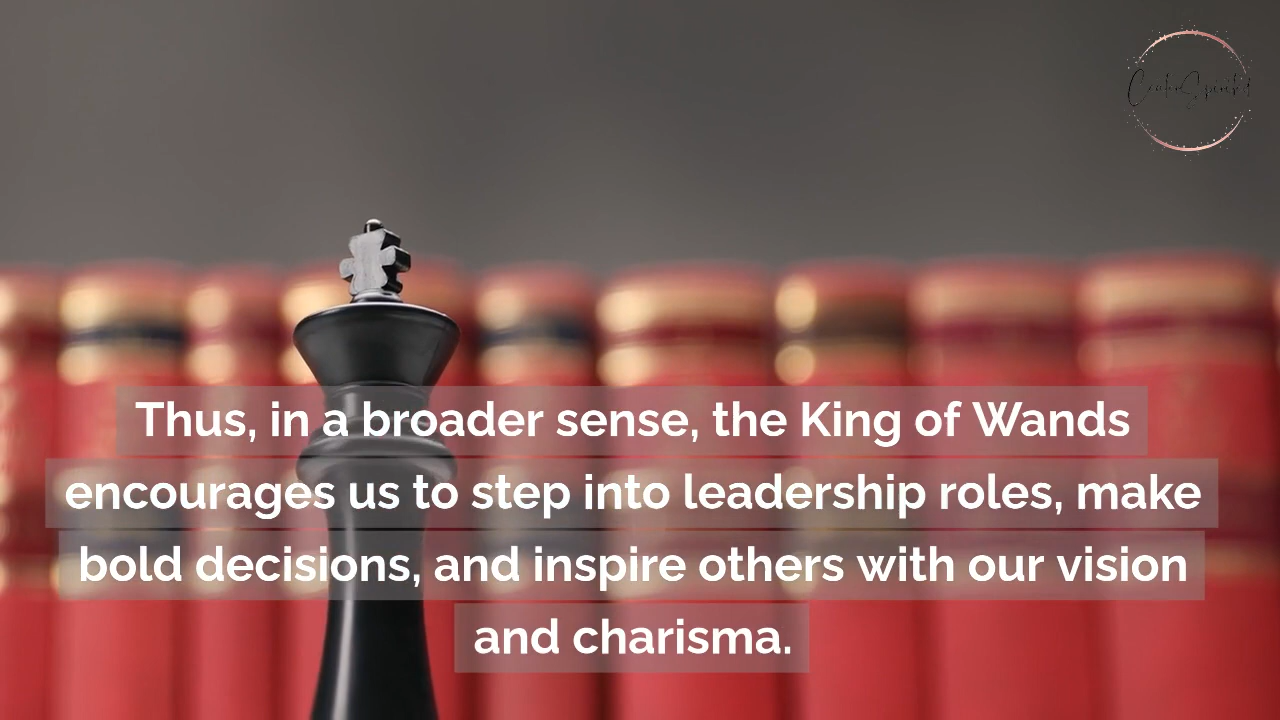 Thus, in a broader sense, the King of Wands
encourages us to step into leadership roles, make
bold decisions, and inspire others with our vision
and charisma.